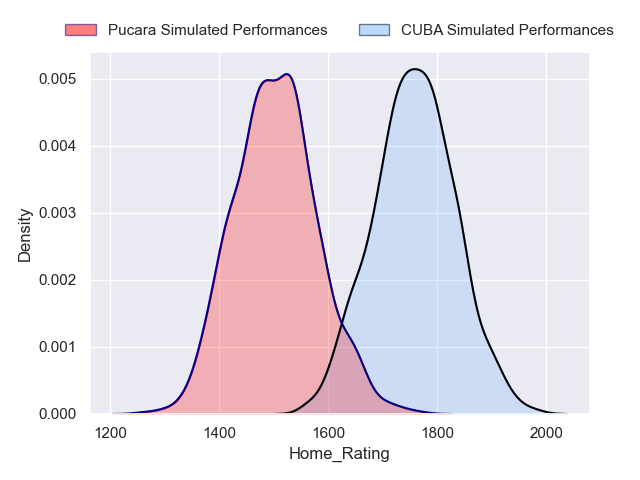 Pucara Simulated Performances CUBA Simulated Performances
0.005
0.004
0.003
0.002
0.001
0.000
Density
1200 1400 1600 1800 2000
Home_Rating